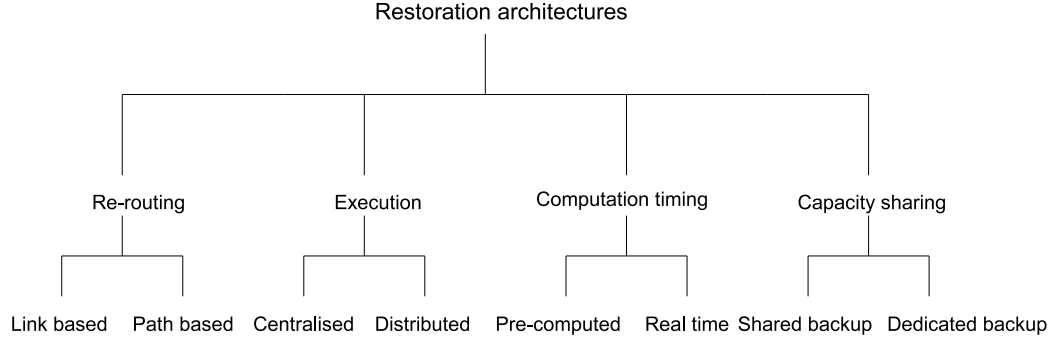 Restoration architectures
Re-routing Execution Computation timing Capacity sharing
Link based Path based Centralised Distributed Pre-computed Real time Shared backup Dedicated backup